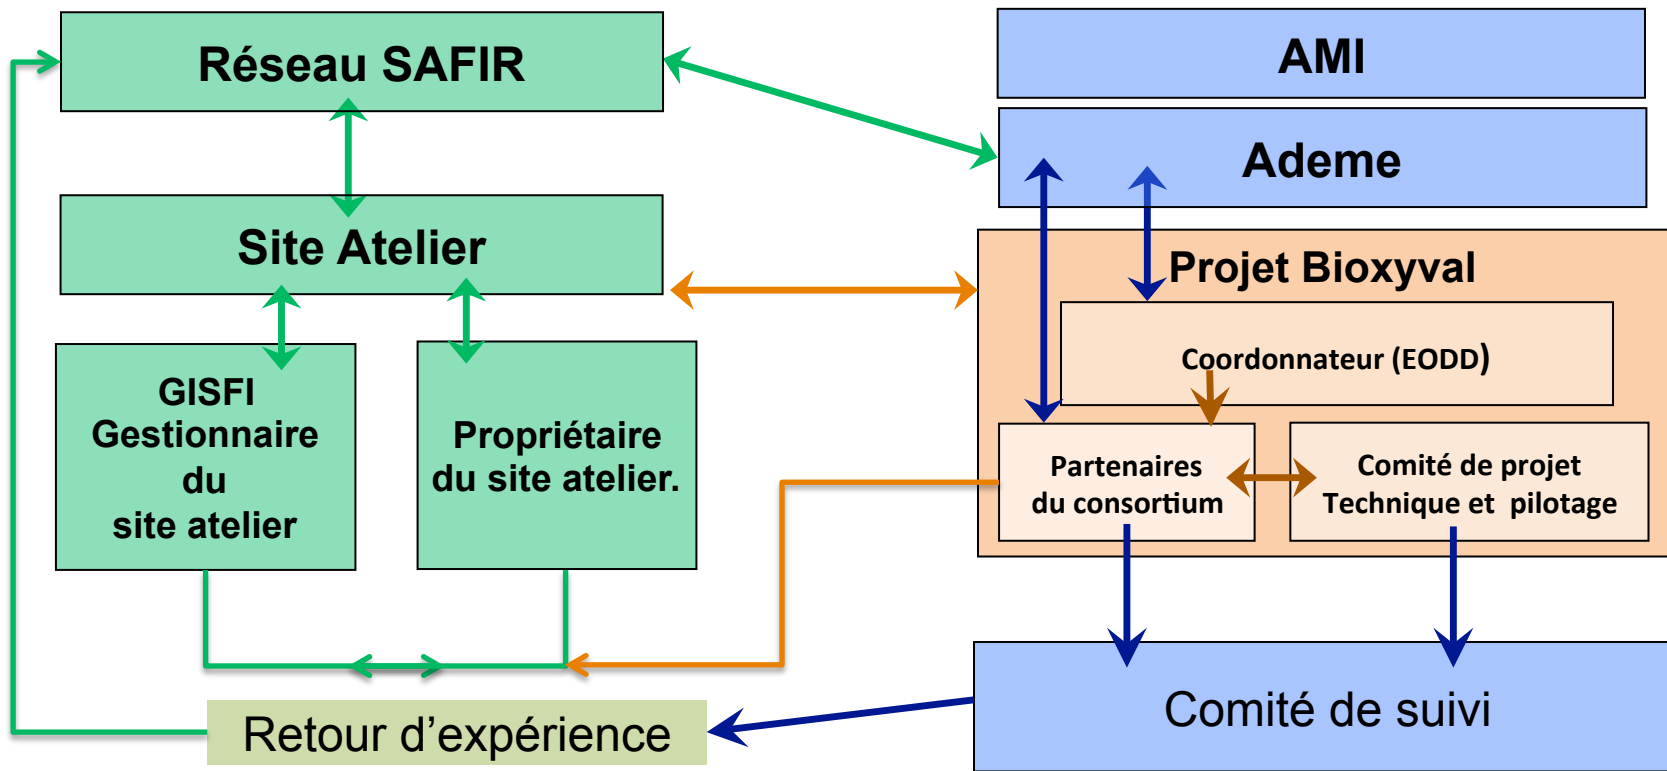 Réseau SAFIR
AMI
Ademe
Site Atelier
Projet Bioxyval
Coordonnateur (EODD)
GISFI
Gestionnaire
du
site atelier
Propriétaire
du site atelier.
Partenaires
du consortium
Comité de projet
Technique et  pilotage
Retour d’expérience
Comité de suivi